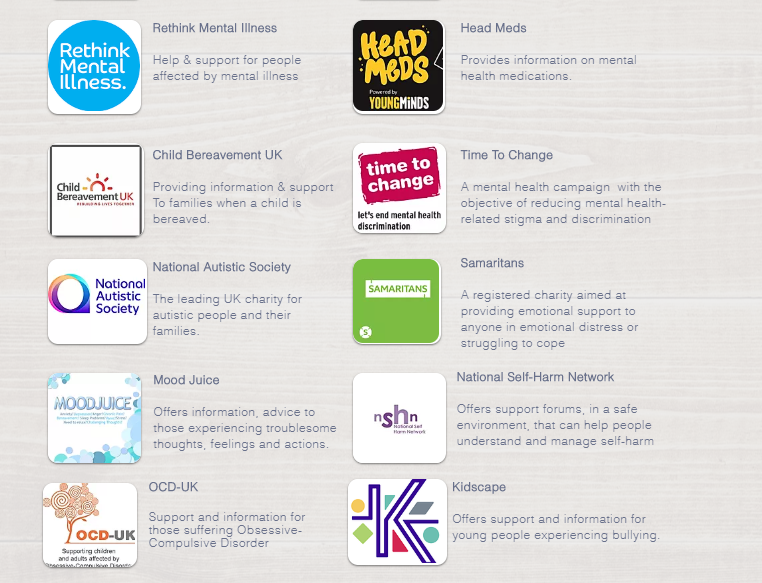 Rethink
Mental
Illness.
Rethink Mental Illness
Help & support for people
affected by mental illness
HEAD
MEDS
Powered by
YOUNGMINDS
Head Meds
Provides information on mental
health medications.
Child
Bereavement UK
REBUILDING LIVES TOGETHER
Child Bereavement UK
Providing information & support
To families when a child is
bereaved.
time to
change
let's end mental health
discrimination
Time To Change
A mental health campaign with the
objective of reducing mental health-
related stigma and discrimination
National
Autistic
Society
National Autistic Society
The leading UK charity for
autistic people and their
families.
SAMARITANS
S
Samaritans
A registered charity aimed at
providing emotional support to
anyone in emotional distress or
struggling to cope
MOODJUICE
Mood Juice
Offers information, advice to
those experiencing troublesome
thoughts, feelings and actions.
nshn
National Self
Harm Network
National Self-Harm Network
Offers support forums, in a safe
environment, that can help people
understand and manage self-harm
OCD-UK
Supporting children
and adults affected by
Obsessive-Compulsive Disorder
OCD-UK
Support and information for
those suffering Obsessive-
Compulsive Disorder
K
Kidscape
Offers support and information for
young people experiencing bullying.